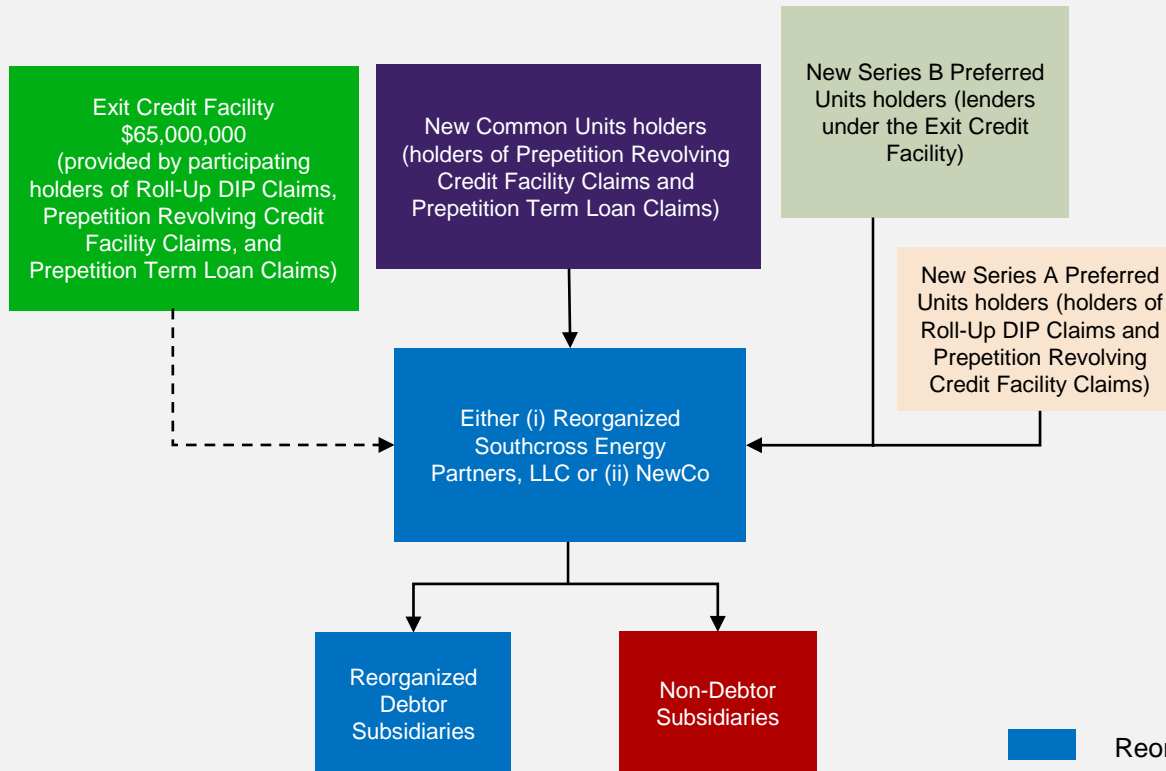 Exit Credit Facility
$65,000,000
(provided by participating
holders of Roll-Up DIP Claims,
Prepetition Revolving Credit
Facility Claims, and
Prepetition Term Loan Claims)
New Common Units holders
(holders of Prepetition Revolving
Credit Facility Claims and
Prepetition Term Loan Claims)
New Series B Preferred
Units holders (lenders
under the Exit Credit
Facility)
New Series A Preferred
Units holders (holders of
Roll-Up DIP Claims and
Prepetition Revolving
Credit Facility Claims)
Either (i) Reorganized
Southcross Energy
Partners, LLC or (ii) NewCo
Reorganized
Debtor
Subsidiaries
Non-Debtor
Subsidiaries